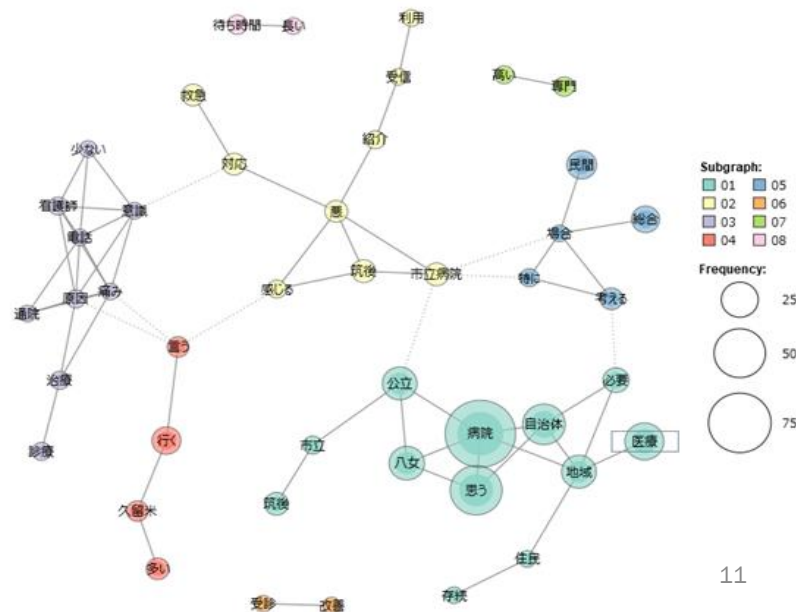 利用
待ち時間 長い
受信
高い 専門
救急
紹介
少ない
対応
民間
Subgraph:
01 05
02 06
03 07
04 08
看護師 意識
悪
総合
電話
場合
筑後 市立病院
特に
感じる
Frequency:
原因 痛み
考える
25
通院
言う
50
治療
公立
必要
75
病院 自治体
行く
市立
医療
診療
八女
地域
思う
筑後
久留米
住民
多い
存続
受診 改善
11